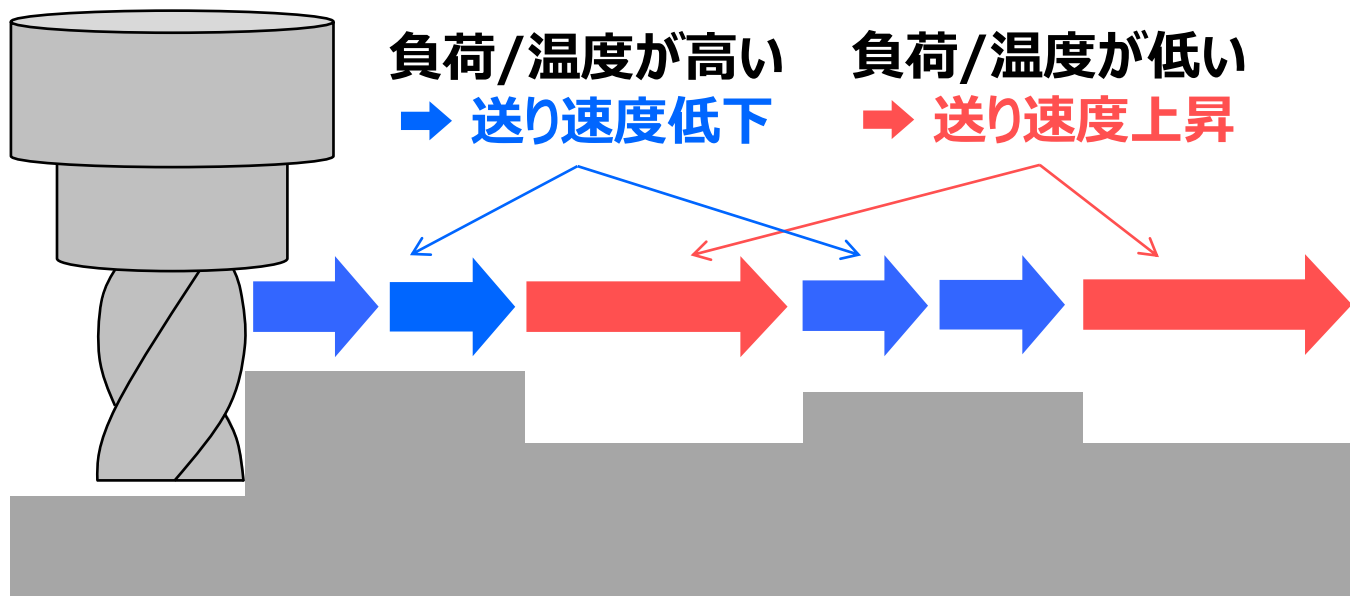 負荷/温度が高い
送り速度低下
負荷/温度が低い
送り速度上昇